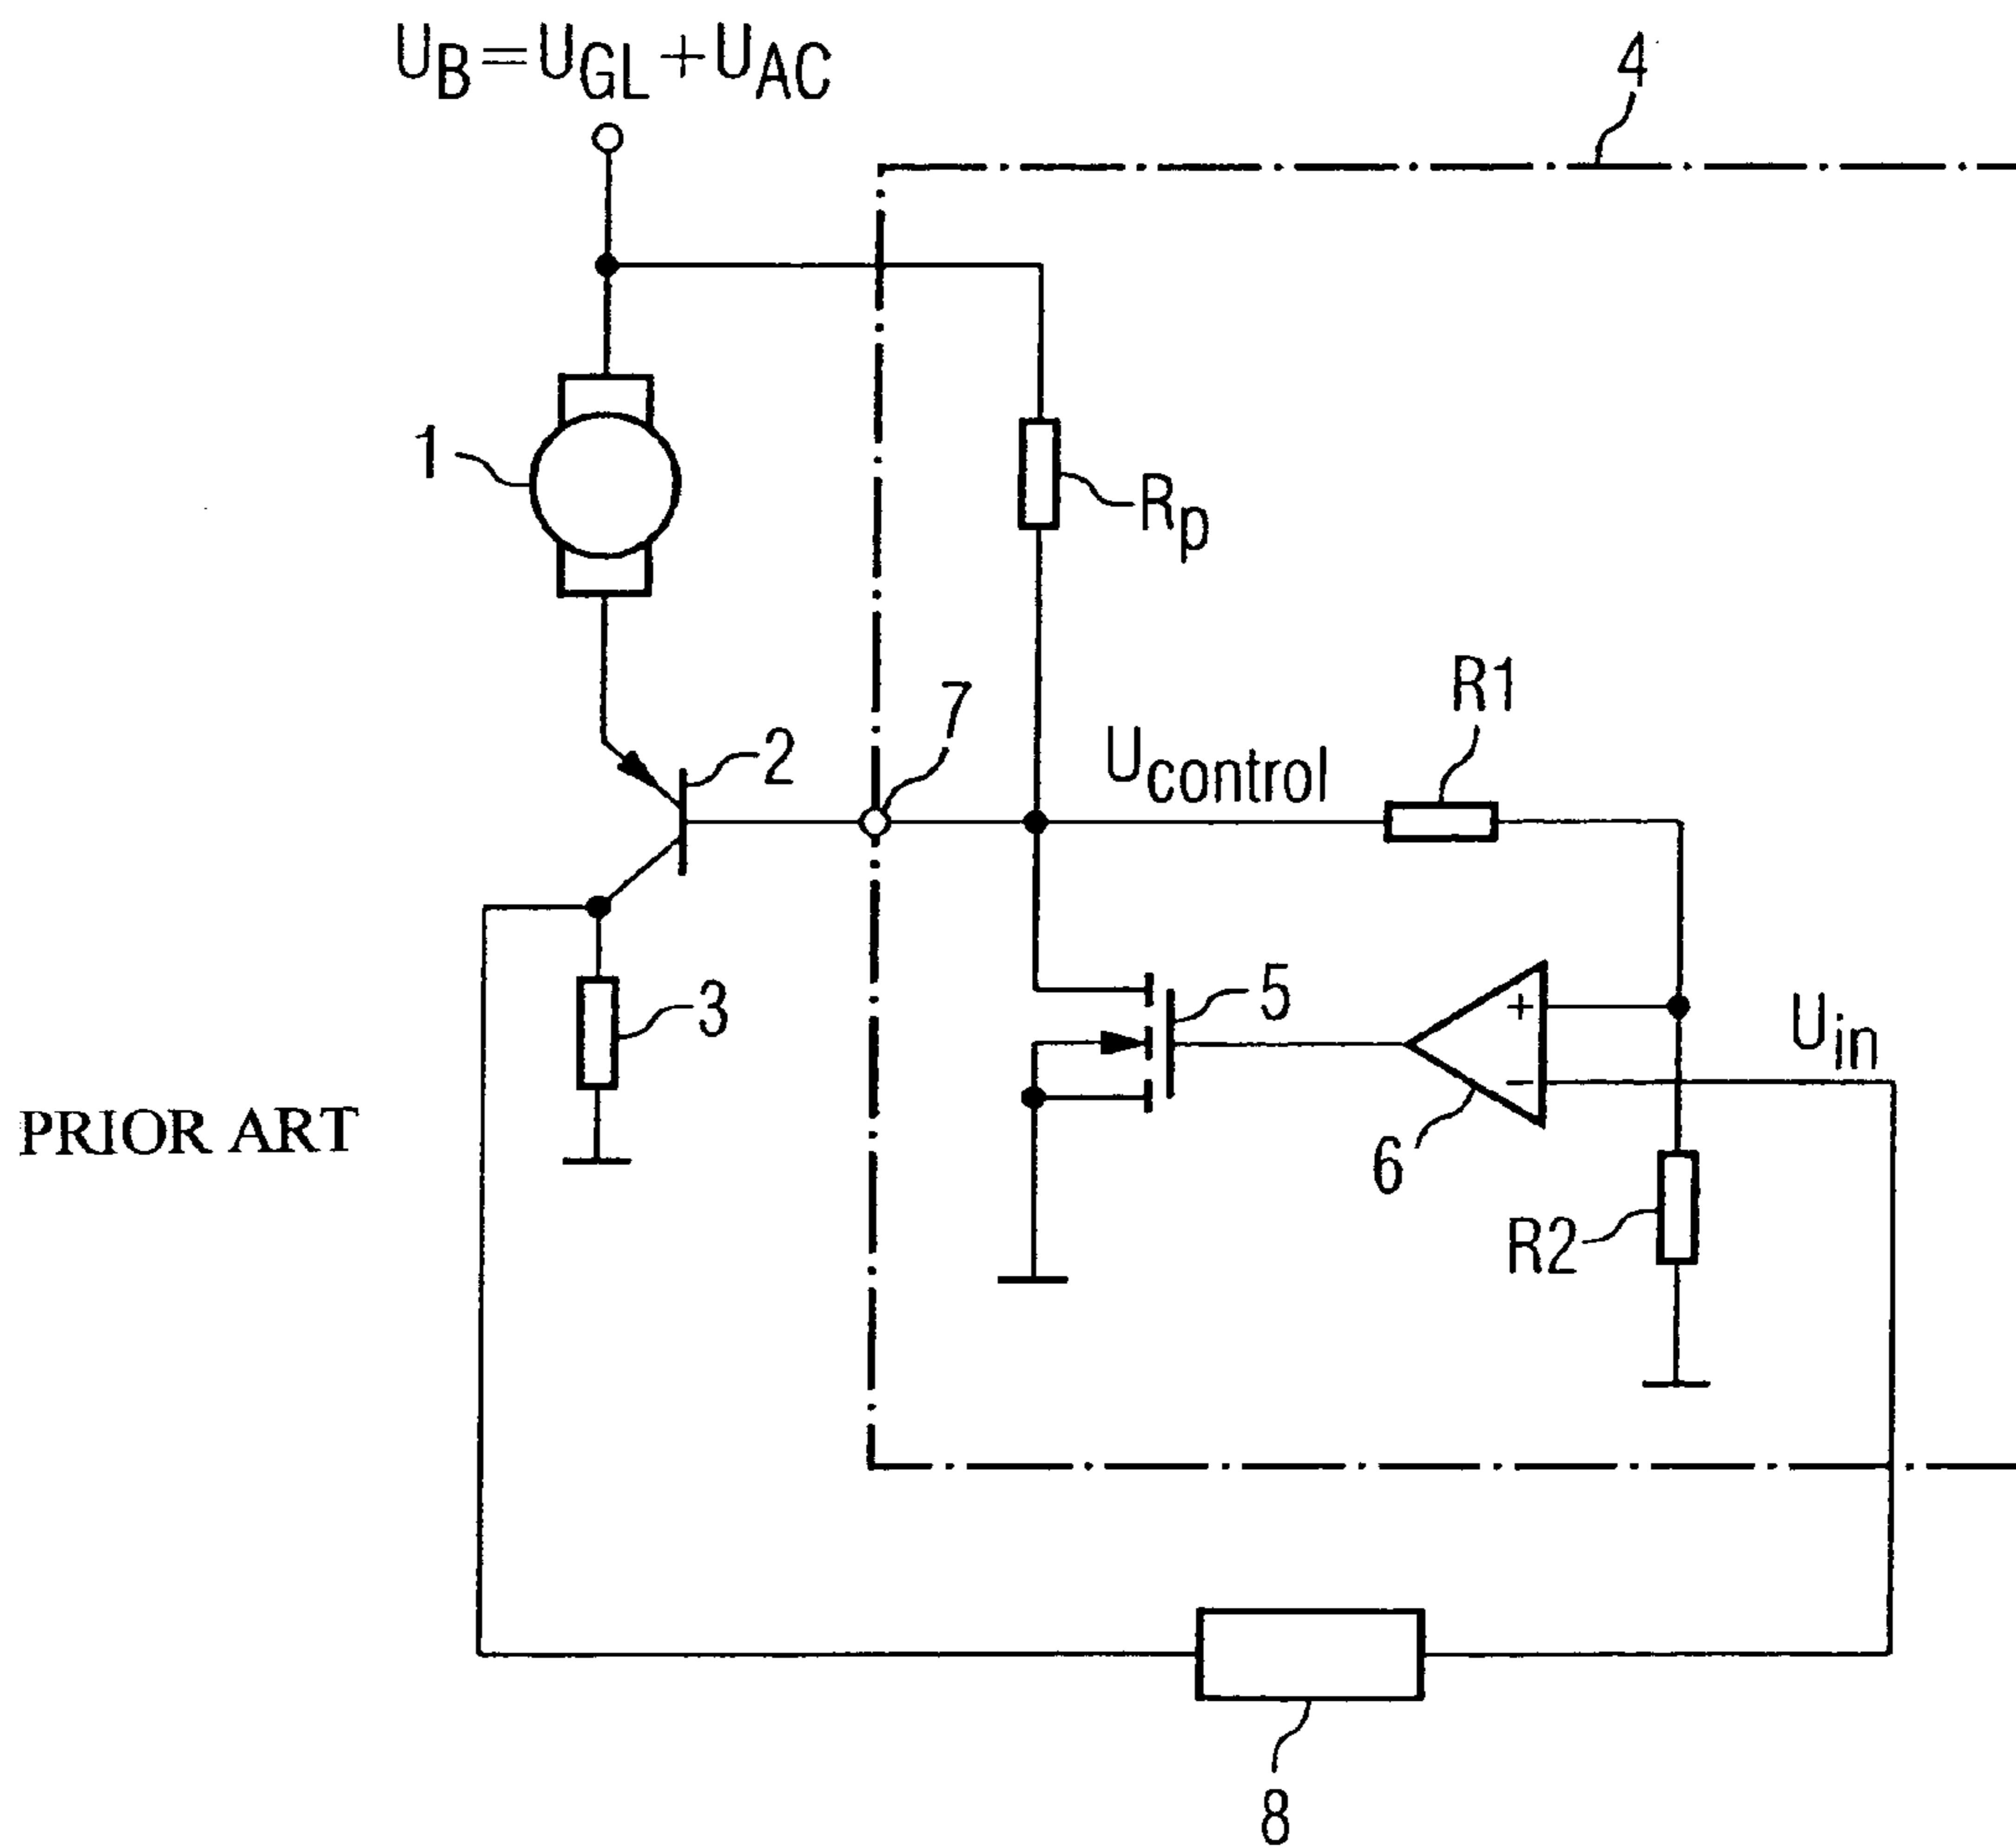 U_B=U_GL+U_AC
4
1
R_p
7
2
U_control
R1
5
3
+
U_in
−
PRIOR ART
6
R2
8